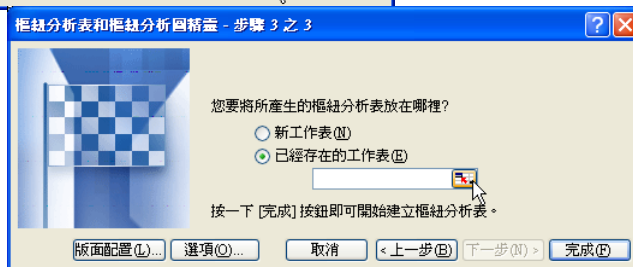 樞紐分析表和樞紐分析圖精靈 - 步驟 3 之 3
您要將所產生的樞紐分析表放在哪裡?
新工作表(N)
已經存在的工作表(E)
按一下 [完成] 按鈕即可開始建立樞紐分析表。
版面配置(L)... 選項(O)... 取消 < 上一步(B) 下一步(N) > 完成(F)